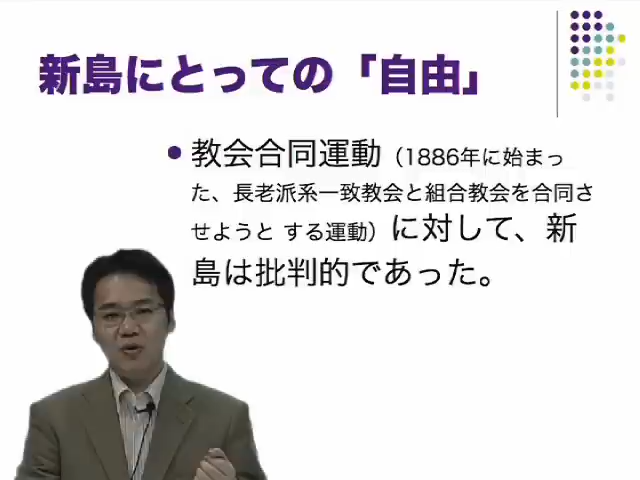 新島にとっての「自由」
● 教会合同運動（1886年に始まっ
た、長老派系一致教会と組合教会を合同さ
せようと する運動）に対して、新
島は批判的であった。